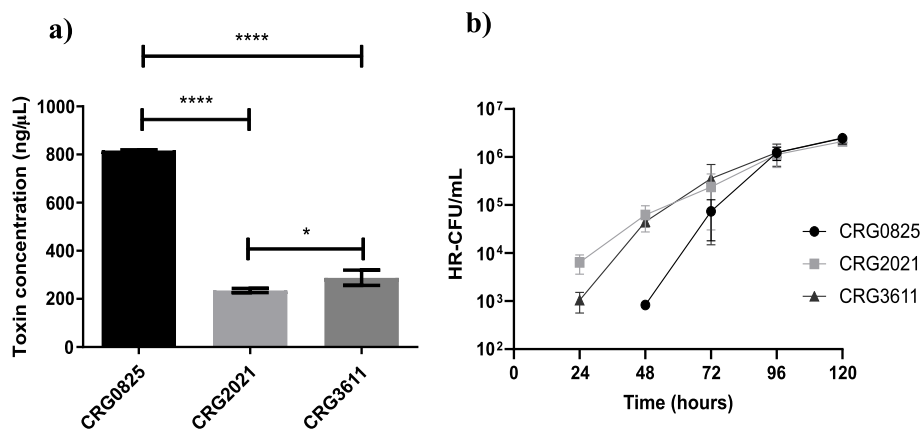 a)
****
****
*
Toxin concentration (ng/μL)
1000
800
600
400
200
0
CRG0825
CRG2021
CRG3611
b)
HR-CFU/mL
10⁷
10⁶
10⁵
10⁴
10³
10²
0 24 48 72 96 120
Time (hours)
CRG0825
CRG2021
CRG3611